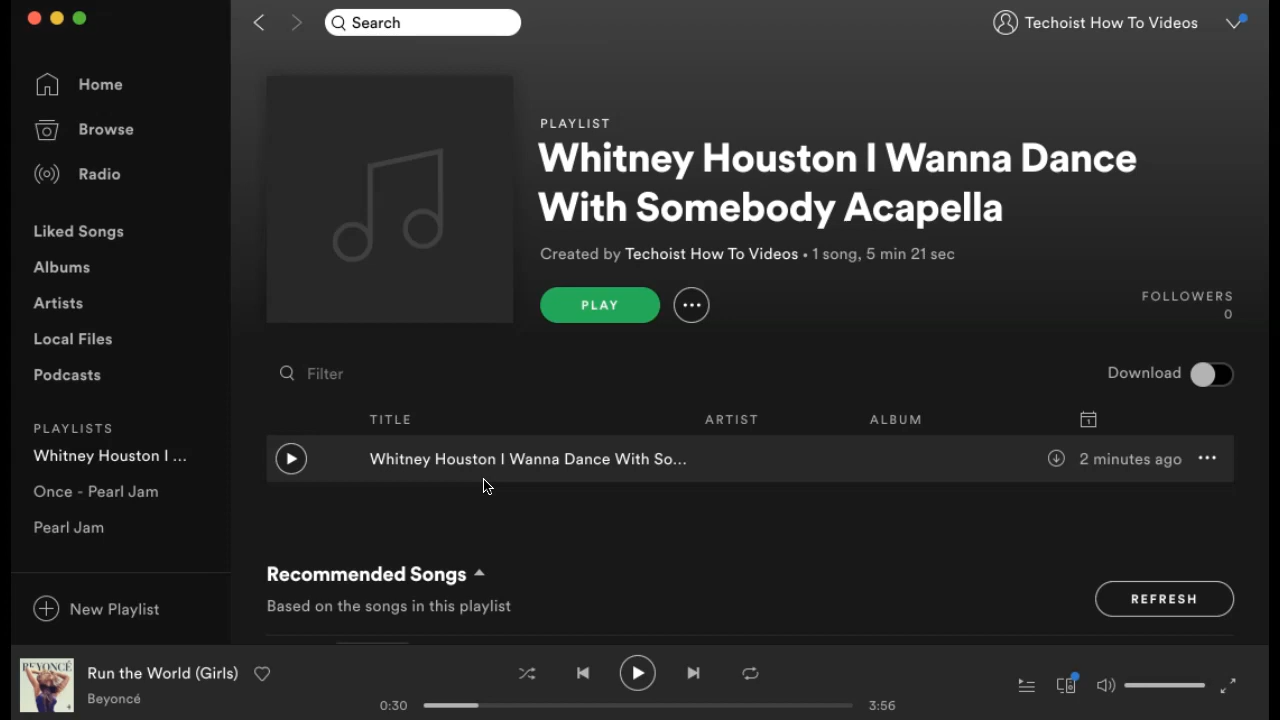 Search
Techoist How To Videos
Home
Browse
Radio
Liked Songs
Albums
Artists
Local Files
Podcasts
PLAYLISTS
Whitney Houston I ...
Once - Pearl Jam
Pearl Jam
New Playlist
PLAYLIST
Whitney Houston I Wanna Dance
With Somebody Acapella
Created by Techoist How To Videos • 1 song, 5 min 21 sec
PLAY
FOLLOWERS
0
Filter
Download
TITLE ARTIST ALBUM
Whitney Houston I Wanna Dance With So... 2 minutes ago
Recommended Songs
Based on the songs in this playlist
REFRESH
BEYONCÉ
Run the World (Girls)
Beyoncé
0:30
3:56